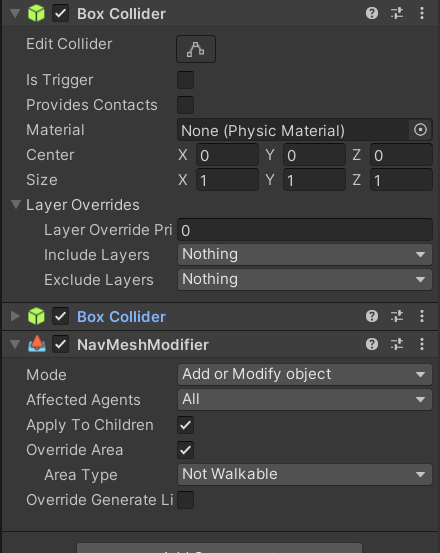 Box Collider
Edit Collider
Is Trigger
Provides Contacts
Material None (Physic Material)
Center X 0 Y 0 Z 0
Size X 1 Y 1 Z 1
Layer Overrides
Layer Override Pri 0
Include Layers Nothing
Exclude Layers Nothing
Box Collider
NavMeshModifier
Mode Add or Modify object
Affected Agents All
Apply To Children
Override Area
Area Type Not Walkable
Override Generate Li